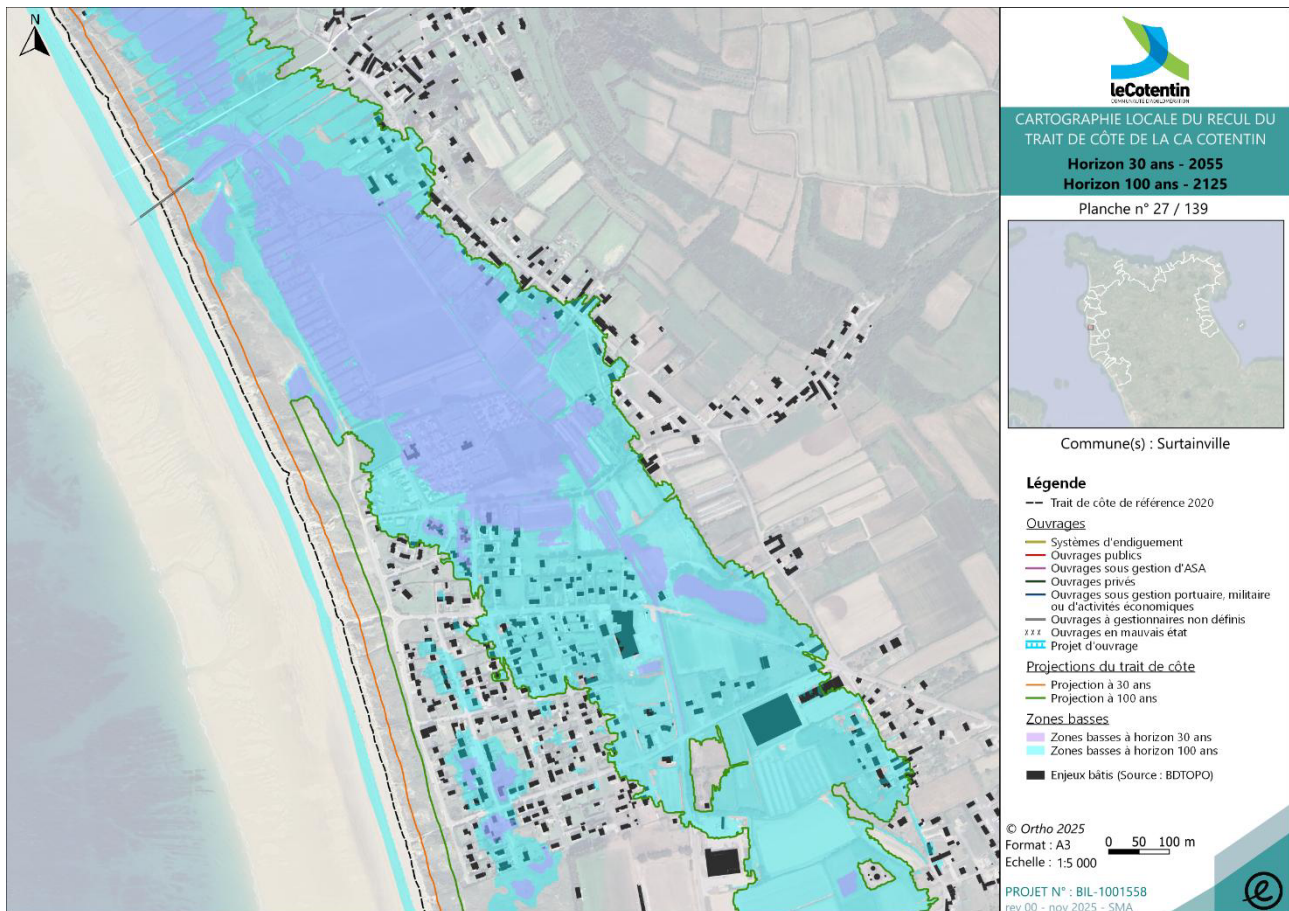 N
leCotentin
COMMUNAUTÉ D'AGGLOMÉRATION
CARTOGRAPHIE LOCALE DU RECUL DU
TRAIT DE CÔTE DE LA CA COTENTIN
Horizon 30 ans - 2055
Horizon 100 ans - 2125
Planche n° 27 / 139
Commune(s) : Surtainville
Légende
Trait de côte de référence 2020
Ouvrages
Systèmes d'endiguement
Ouvrages publics
Ouvrages sous gestion d'ASA
Ouvrages privés
Ouvrages sous gestion portuaire, militaire
ou d'activités économiques
Ouvrages à gestionnaires non définis
xxx Ouvrages en mauvais état
Projet d'ouvrage
Projections du trait de côte
Projection à 30 ans
Projection à 100 ans
Zones basses
Zones basses à horizon 30 ans
Zones basses à horizon 100 ans
Enjeux bâtis (Source : BDTOPO)
© Ortho 2025
Format : A3
Echelle : 1:5 000
0 50 100 m
PROJET N° : BIL-1001558
rev 00 - nov 2025 - SMA
e